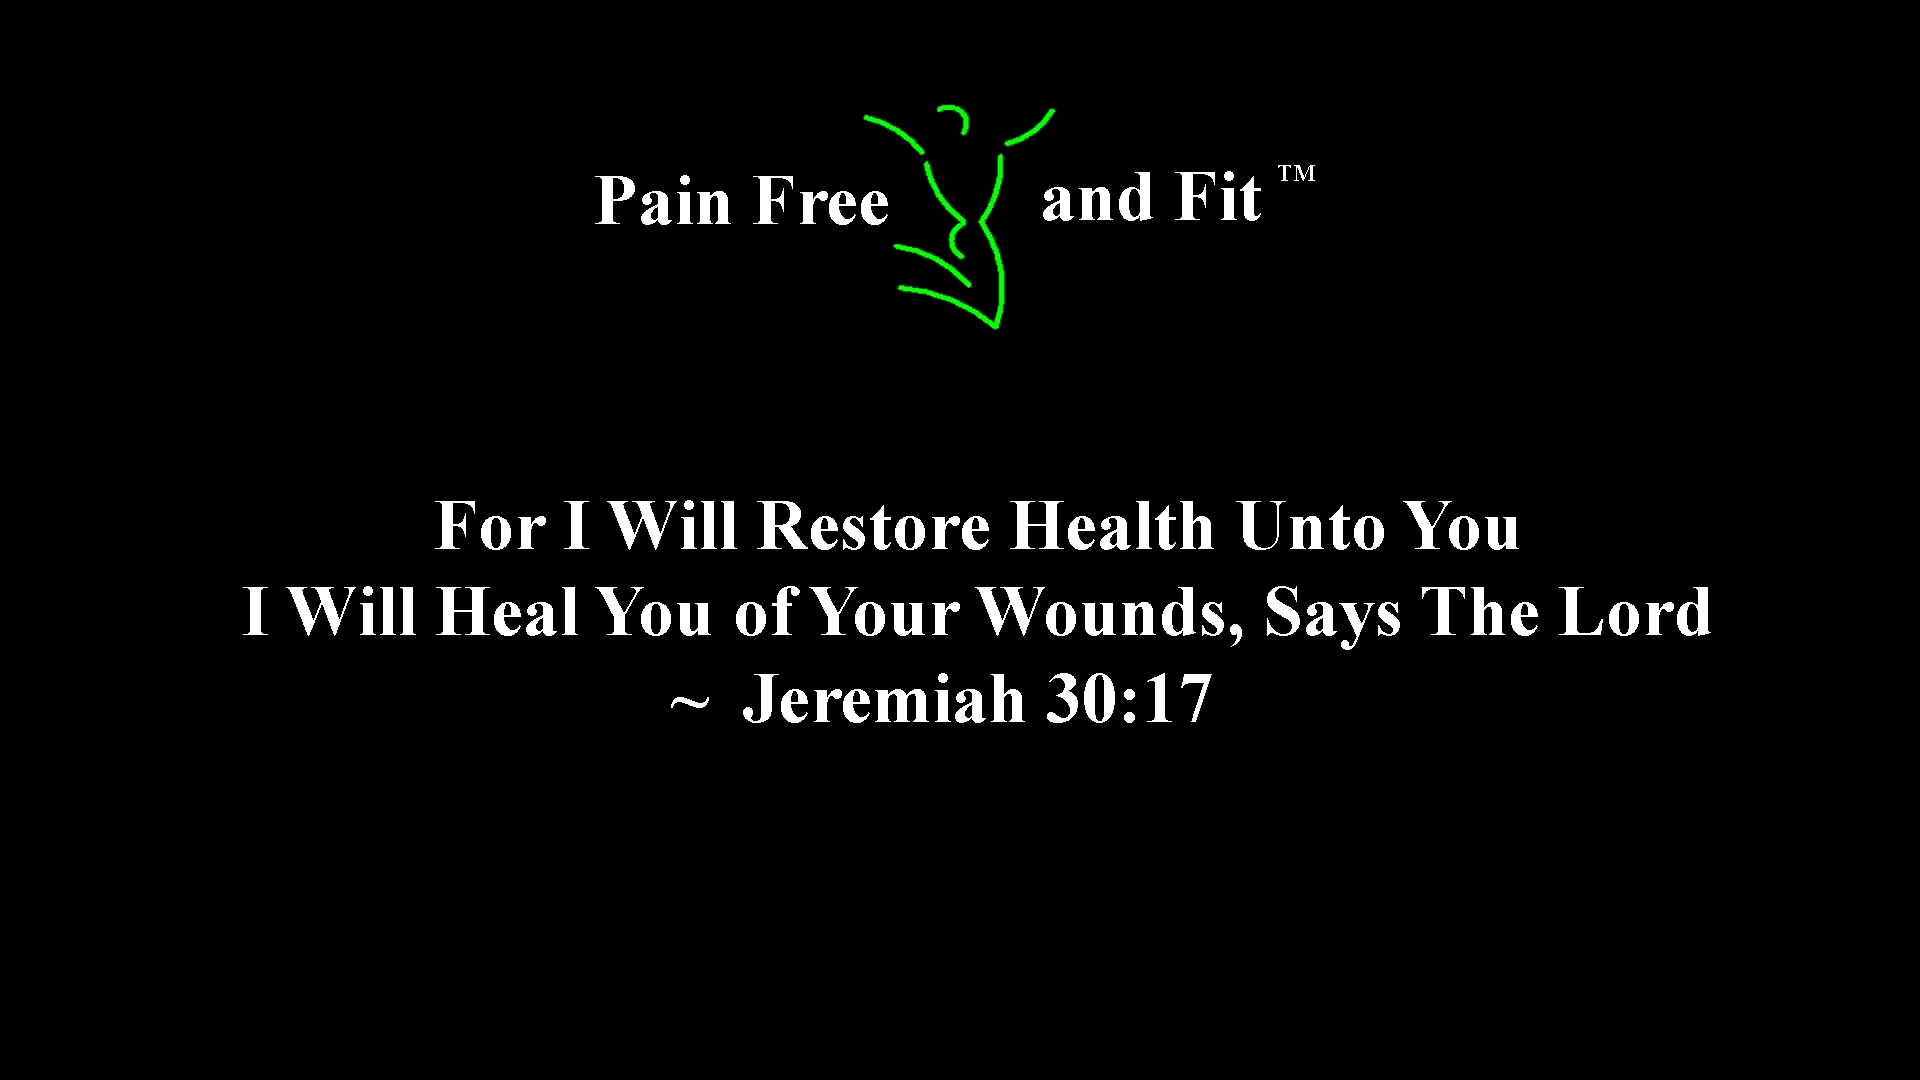 Pain Free and Fit ™
For I Will Restore Health Unto You
I Will Heal You of Your Wounds, Says The Lord
~ Jeremiah 30:17